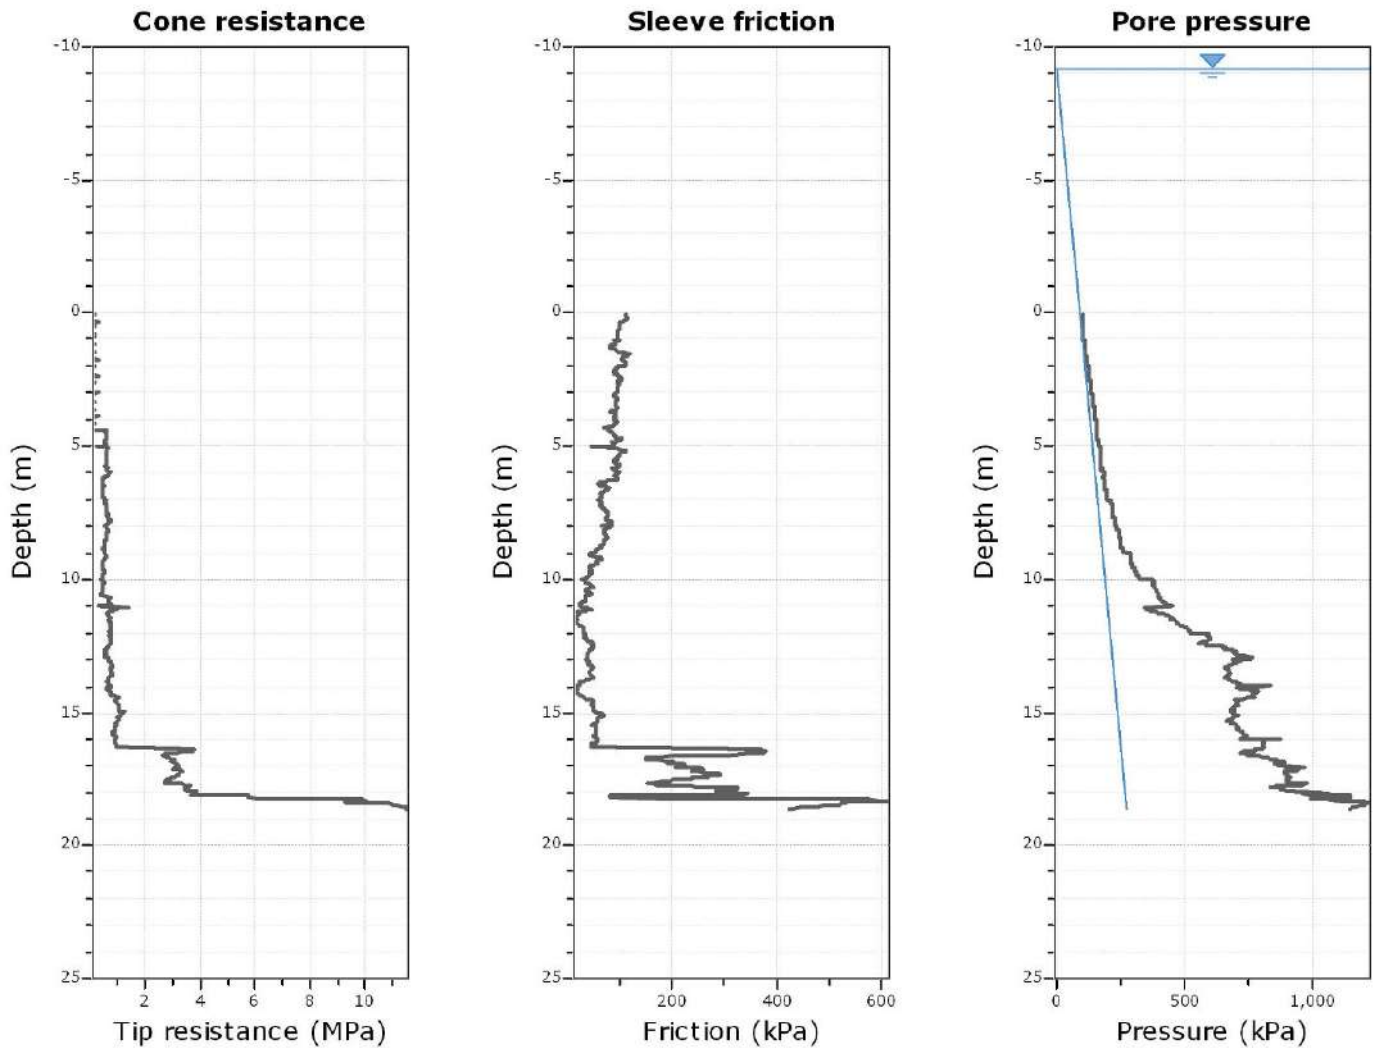 Cone resistance
-10
-5
0
5
10
15
20
25
Depth (m)
2 4 6 8 10
Tip resistance (MPa)
Sleeve friction
-10
-5
0
5
10
15
20
25
Depth (m)
200 400 600
Friction (kPa)
Pore pressure
-10
-5
0
5
10
15
20
25
Depth (m)
0 500 1,000
Pressure (kPa)